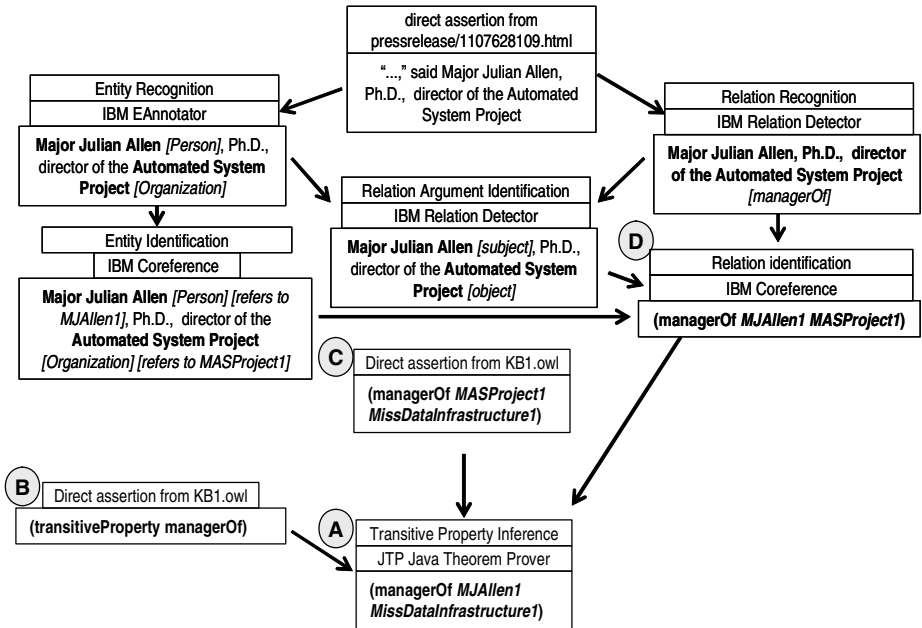 direct assertion from
pressrelease/1107628109.html
“...,” said Major Julian Allen,
Ph.D., director of the Automated
System Project
Entity Recognition
IBM EAnnotator
Major Julian Allen [Person], Ph.D.,
director of the Automated System
Project [Organization]
Relation Recognition
IBM Relation Detector
Major Julian Allen, Ph.D., director
of the Automated System Project
[managerOf]
Relation Argument Identification
IBM Relation Detector
Major Julian Allen [subject], Ph.D.,
director of the Automated System
Project [object]
Entity Identification
IBM Coreference
Major Julian Allen [Person] [refers to
MJAllen1], Ph.D., director of the
Automated System Project
[Organization] [refers to MASProject1]
D
Relation identification
IBM Coreference
(managerOf MJAllen1 MASProject1)
C
Direct assertion from KB1.owl
(managerOf MASProject1
MissDataInfrastructure1)
B
Direct assertion from KB1.owl
(transitiveProperty managerOf)
A
Transitive Property Inference
JTP Java Theorem Prover
(managerOf MJAllen1
MissDataInfrastructure1)